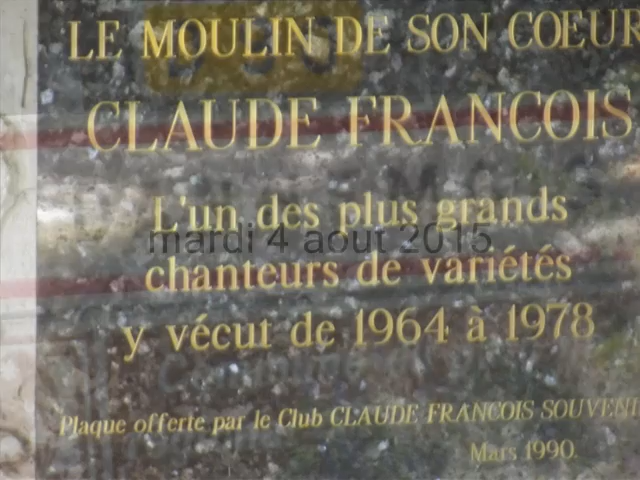 LE MOULIN DE SON COEUR
CLAUDE FRANCOIS
L'un des plus grands
mardi 4 aout 2015
chanteurs de variétés
y vécut de 1964 à 1978
Plaque offerte par le Club CLAUDE FRANCOIS SOUVENI
Mars 1990.